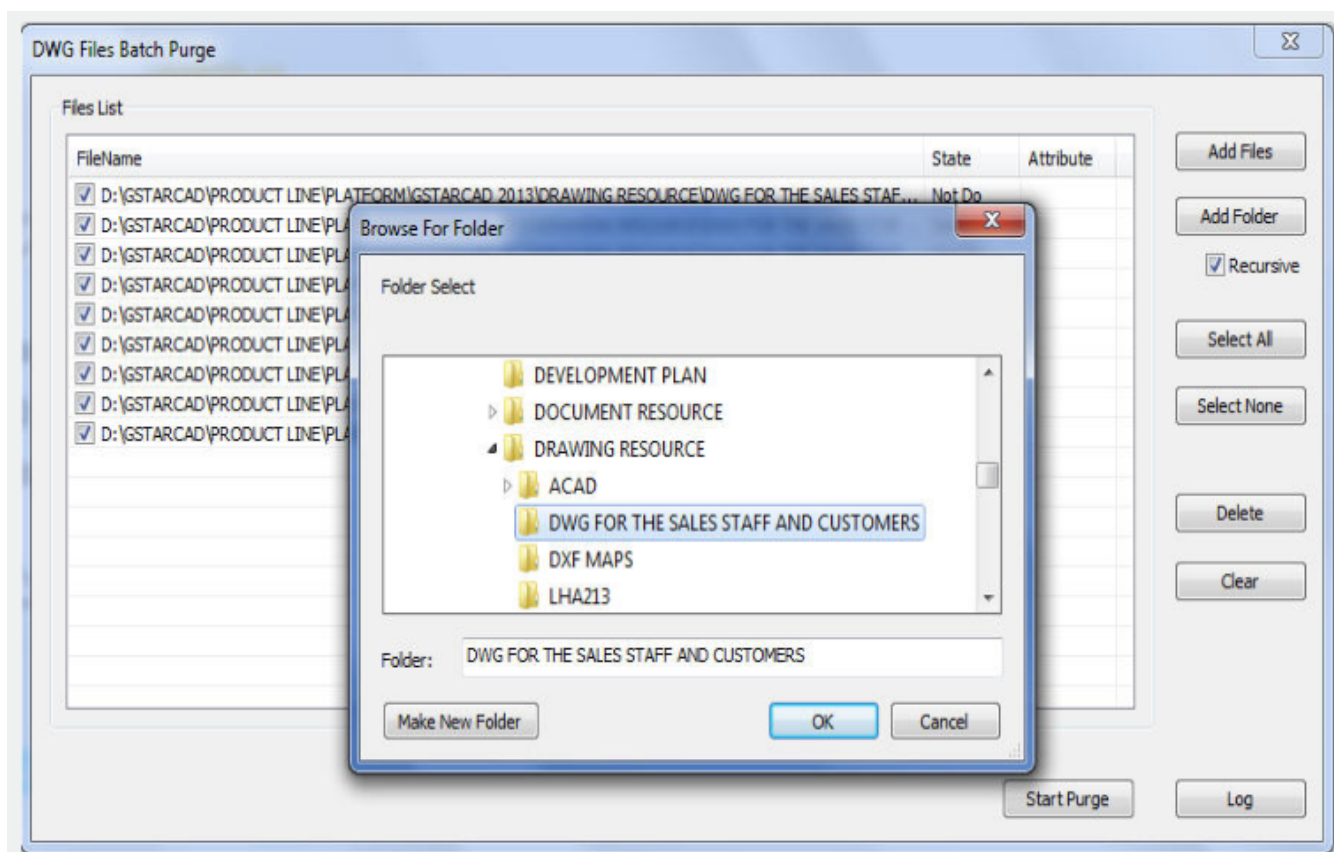 DWG Files Batch Purge
Files List
FileName State Attribute
D:\GSTARCAD\PRODUCT LINE\PLATFORM\GSTARCAD 2013\DRAWING RESOURCE\DWG FOR THE SALES STAF... Not Do
D:\GSTARCAD\PRODUCT LINE\PLA
D:\GSTARCAD\PRODUCT LINE\PLA
D:\GSTARCAD\PRODUCT LINE\PLA
D:\GSTARCAD\PRODUCT LINE\PLA
D:\GSTARCAD\PRODUCT LINE\PLA
D:\GSTARCAD\PRODUCT LINE\PLA
D:\GSTARCAD\PRODUCT LINE\PLA
D:\GSTARCAD\PRODUCT LINE\PLA
Browse For Folder
Folder Select
DEVELOPMENT PLAN
DOCUMENT RESOURCE
DRAWING RESOURCE
ACAD
DWG FOR THE SALES STAFF AND CUSTOMERS
DXF MAPS
LHA213
Folder: DWG FOR THE SALES STAFF AND CUSTOMERS
Make New Folder OK Cancel
Add Files
Add Folder
Recursive
Select All
Select None
Delete
Clear
Start Purge Log